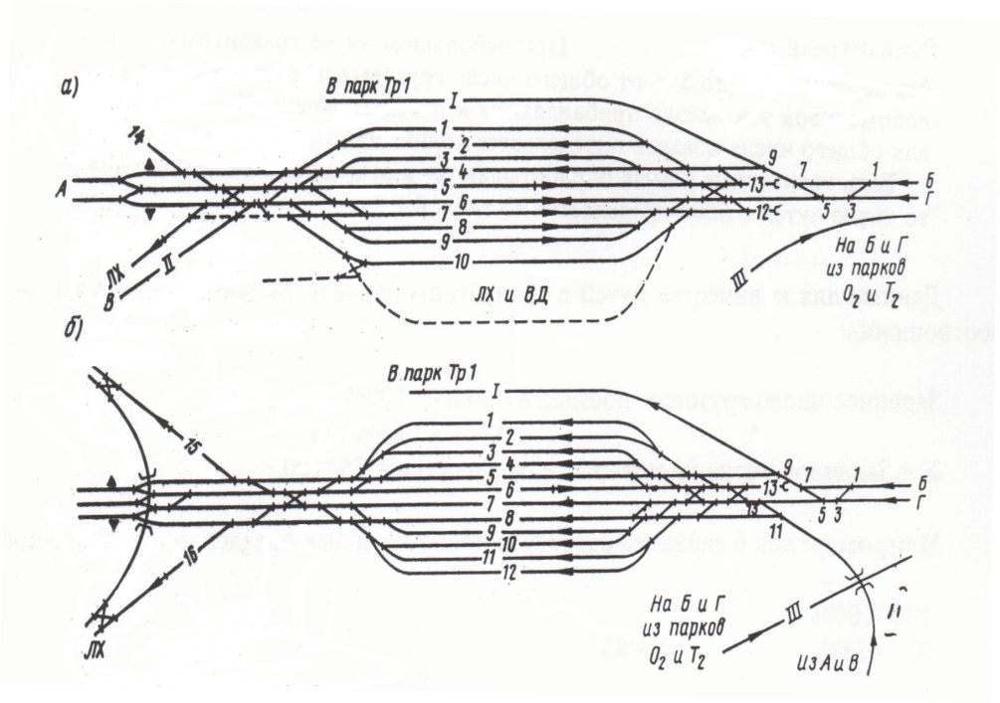 а)
В парк Тр1
I
1
2
3
4
5
6
7
8
9
10
24
А
ЛХ
II
В
9
7
1
Б
Г
13-с
12-с
5
3
III
На Б и Г
из парков
О2 и Т2
ЛХ и ВД
б)
В парк Тр1
I
1
2
3
4
5
6
7
8
9
10
11
12
15
16
ЛХ
9
13
Б
Г
5
3
11
На Б и Г
из парков
О2 и Т2
III
II
Из А и В